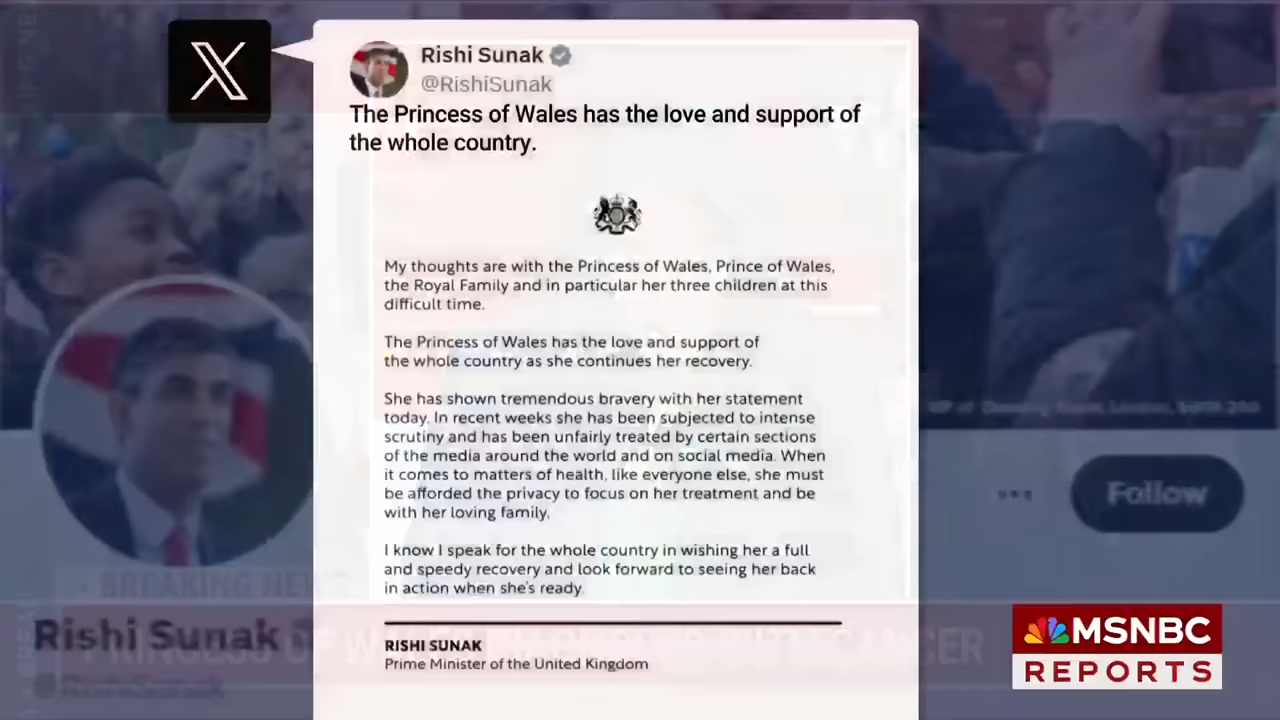 Rishi Sunak
@RishiSunak
The Princess of Wales has the love and support of
the whole country.
My thoughts are with the Princess of Wales, Prince of Wales,
the Royal Family and in particular her three children at this
difficult time.
The Princess of Wales has the love and support of
the whole country as she continues her recovery.
She has shown tremendous bravery with her statement
today. In recent weeks she has been subjected to intense
scrutiny and has been unfairly treated by certain sections
of the media around the world and on social media. When
it comes to matters of health, like everyone else, she must
be afforded the privacy to focus on her treatment and be
with her loving family.
I know I speak for the whole country in wishing her a full
and speedy recovery and look forward to seeing her back
in action when she's ready.
RISHI SUNAK
Prime Minister of the United Kingdom
Follow
BREAKING NEWS
Rishi Sunak
@RishiSunak
MSNBC
REPORTS